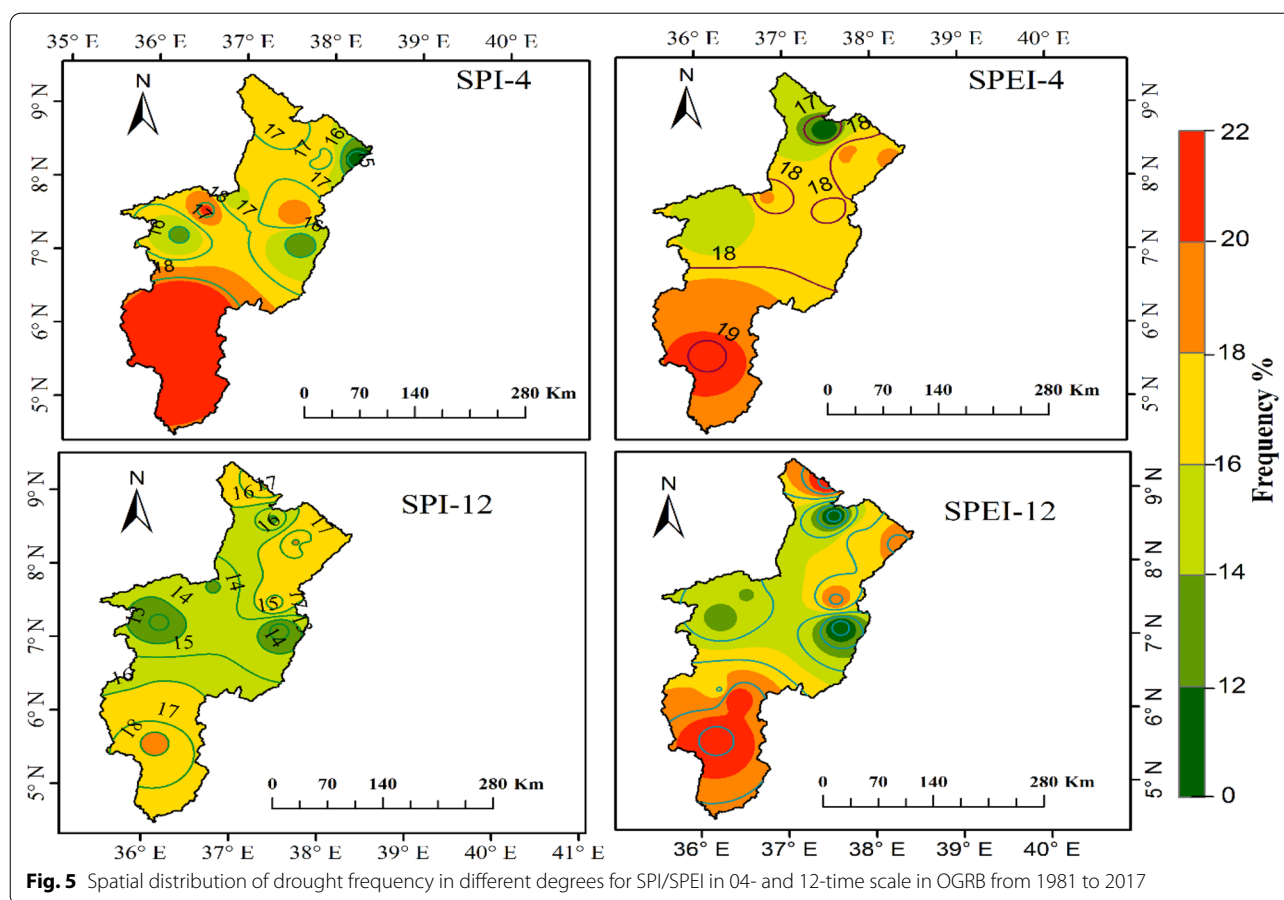 35° E 36° E 37° E 38° E 39° E 40° E
36° E 37° E 38° E 39° E 40° E
N
SPI-4
9° N
8° N
7° N
6° N
5° N
17
17
16
17
18
17
17
16
18
18
0 70 140 280 Km
N
SPEI-4
17
18
18
18
18
19
0 70 140 280 Km
9° N
8° N
7° N
6° N
5° N
22
20
18
16
14
12
0
Frequency %
N
SPI-12
9° N
8° N
7° N
6° N
5° N
17
16
16
17
14
15
14
13
14
15
16
17
18
0 70 140 280 Km
36° E 37° E 38° E 39° E 40° E 41° E
N
SPEI-12
0 70 140 280 Km
9° N
8° N
7° N
6° N
5° N
36° E 37° E 38° E 39° E 40° E
Fig. 5 Spatial distribution of drought frequency in different degrees for SPI/SPEI in 04- and 12-time scale in OGRB from 1981 to 2017